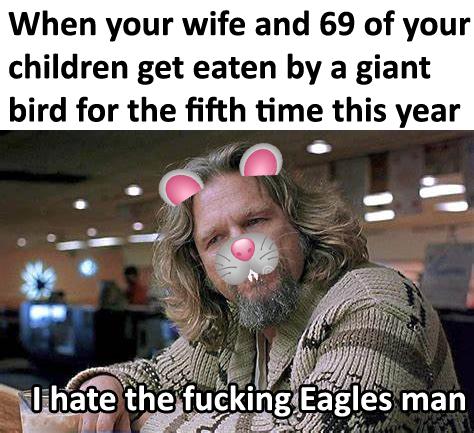 When your wife and 69 of your
children get eaten by a giant
bird for the fifth time this year
I hate the fucking Eagles man